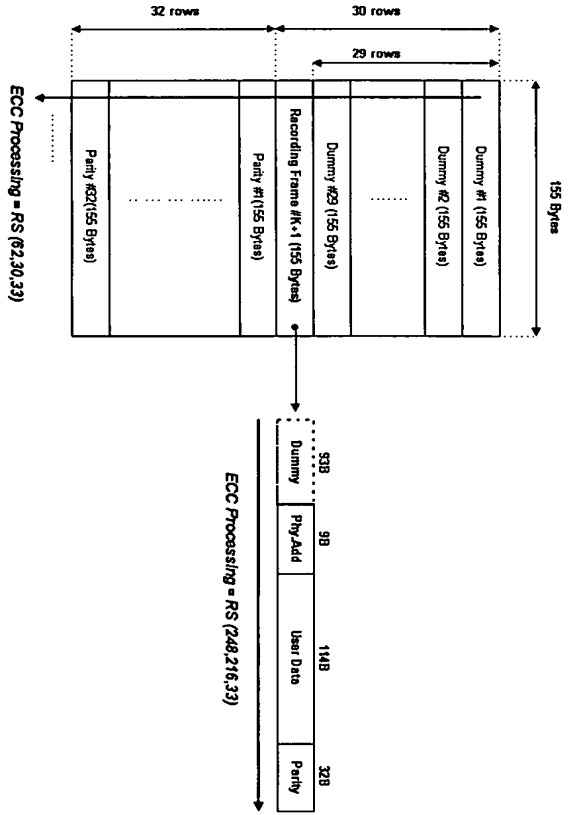 155 Bytes
32 rows
30 rows
29 rows
Dummy #1 (155 Bytes)
Dummy #2 (155 Bytes)
........
Dummy #29 (155 Bytes)
Recording Frame #K+1 (155 Bytes)
Parity #1(155 Bytes)
........
Parity #32(155 Bytes)
ECC Processing = RS (62,30,33)
93B
9B
114B
32B
Dummy
Phy.Add
User Data
Parity
ECC Processing = RS (248,216,33)